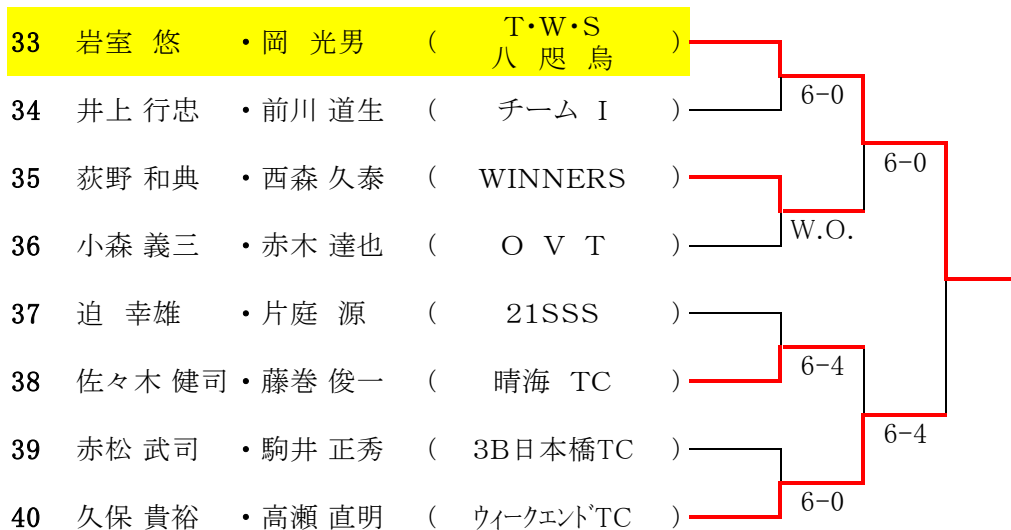 33 岩室 悠 ・岡 光男 ( T・W・S 八 咫 烏 )
34 井上 行忠 ・前川 道生 ( チーム I )
6-0
35 荻野 和典 ・西森 久泰 ( WINNERS )
6-0
36 小森 義三 ・赤木 達也 ( O V T )
W.O.
37 迫 幸雄 ・片庭 源 ( 21SSS )
38 佐々木 健司・藤巻 俊一 ( 晴海 TC )
6-4
39 赤松 武司 ・駒井 正秀 ( 3B日本橋TC )
6-4
40 久保 貴裕 ・高瀬 直明 ( ウィークエンドTC )
6-0